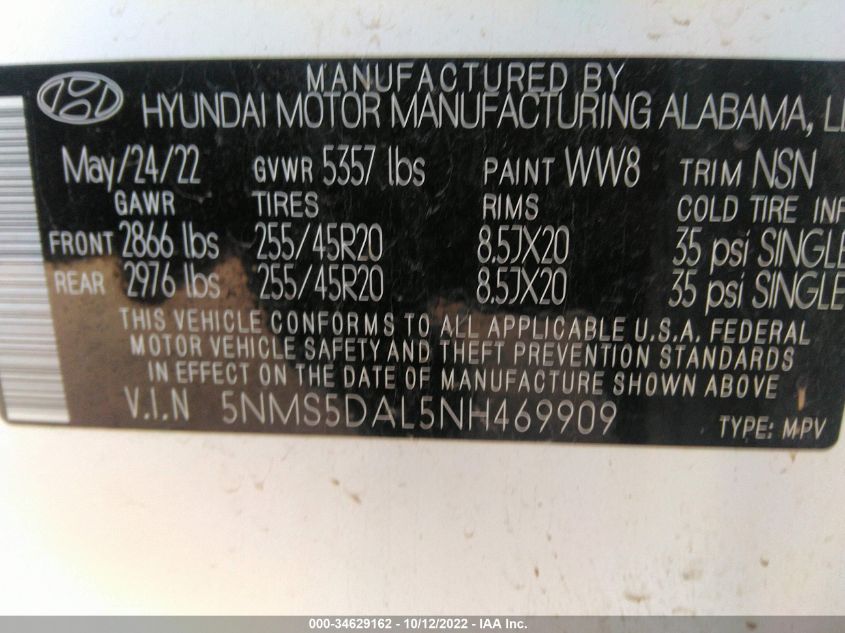 MANUFACTURED BY
HYUNDAI MOTOR MANUFACTURING ALABAMA,
May/24/22 GVWR 5357 lbs PAINT WW8 TRIM NSN
GAWR TIRES RIMS COLD TIRE INF
FRONT 2866 lbs 255/45R20 8.5JX20 35 psi SINGLE
REAR 2976 lbs 255/45R20 8.5JX20 35 psi SINGLE
THIS VEHICLE CONFORMS TO ALL APPLICABLE U.S.A. FEDERAL
MOTOR VEHICLE SAFETY AND THEFT PREVENTION STANDARDS
IN EFFECT ON THE DATE OF MANUFACTURE SHOWN ABOVE
V.I.N 5NMS5DAL5NH469909 TYPE: MPV
000-34629162 - 10/12/2022 - IAA Inc.